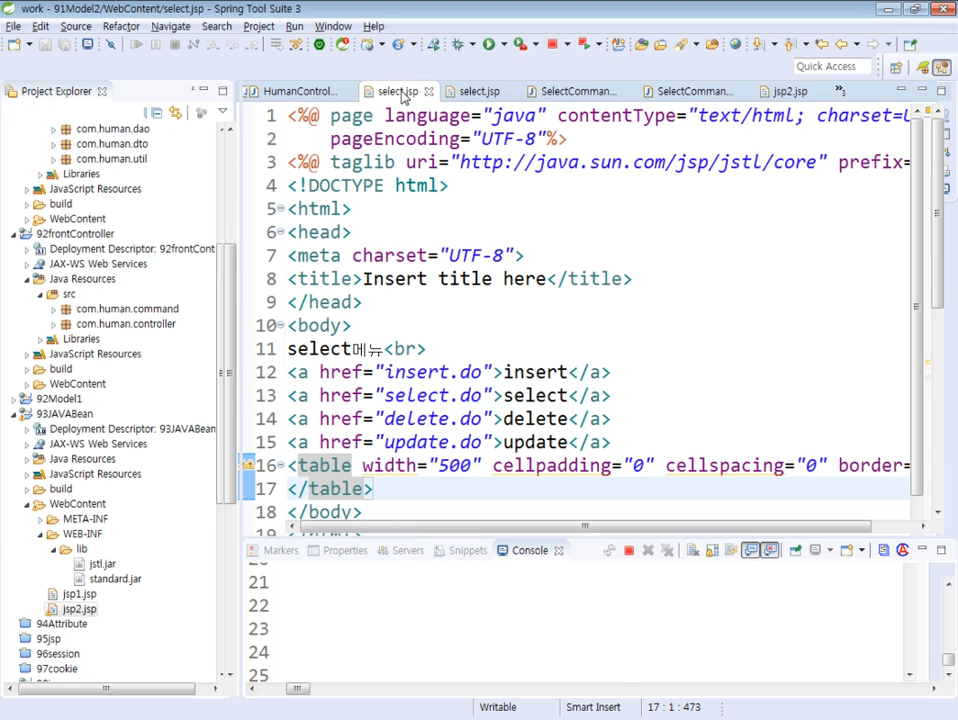 work - 91Model2/WebContent/select.jsp - Spring Tool Suite 3
File Edit Source Refactor Navigate Search Project Run Window Help
Quick Access
Project Explorer
HumanControl... select.jsp select.jsp SelectComman... SelectComman... jsp2.jsp »3
com.human.dao
com.human.dto
com.human.util
Libraries
JavaScript Resources
build
WebContent
92frontController
Deployment Descriptor: 92frontCont
JAX-WS Web Services
Java Resources
src
com.human.command
com.human.controller
Libraries
JavaScript Resources
build
WebContent
92Model1
93JAVABean
Deployment Descriptor: 93JAVABean
JAX-WS Web Services
Java Resources
JavaScript Resources
build
WebContent
META-INF
WEB-INF
lib
jstl.jar
standard.jar
jsp1.jsp
jsp2.jsp
94Attribute
95jsp
96session
97cookie
1 <%@ page language="java" contentType="text/html; charset=
2 pageEncoding="UTF-8"%>
3 <%@ taglib uri="http://java.sun.com/jsp/jstl/core" prefix=
4 <!DOCTYPE html>
5 <html>
6 <head>
7 <meta charset="UTF-8">
8 <title>Insert title here</title>
9 </head>
10 <body>
11 select메뉴<br>
12 <a href="insert.do">insert</a>
13 <a href="select.do">select</a>
14 <a href="delete.do">delete</a>
15 <a href="update.do">update</a>
16 <table width="500" cellpadding="0" cellspacing="0" border=
17 </table>
18 </body>
Markers Properties Servers Snippets Console
21
22
23
24
25
Writable Smart Insert 17 : 1 : 473